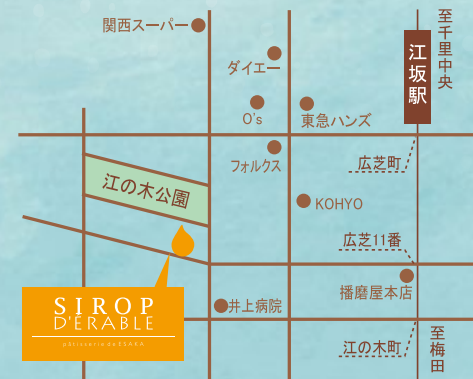 関西スーパー
至千里中央
ダイエー
江坂駅
O's
東急ハンズ
フォルクス
広芝町
江の木公園
KOHYO
広芝11番
播磨屋本店
SIROP
D'ÉRABLE
pâtisserie de ESAKA
井上病院
江の木町
至梅田